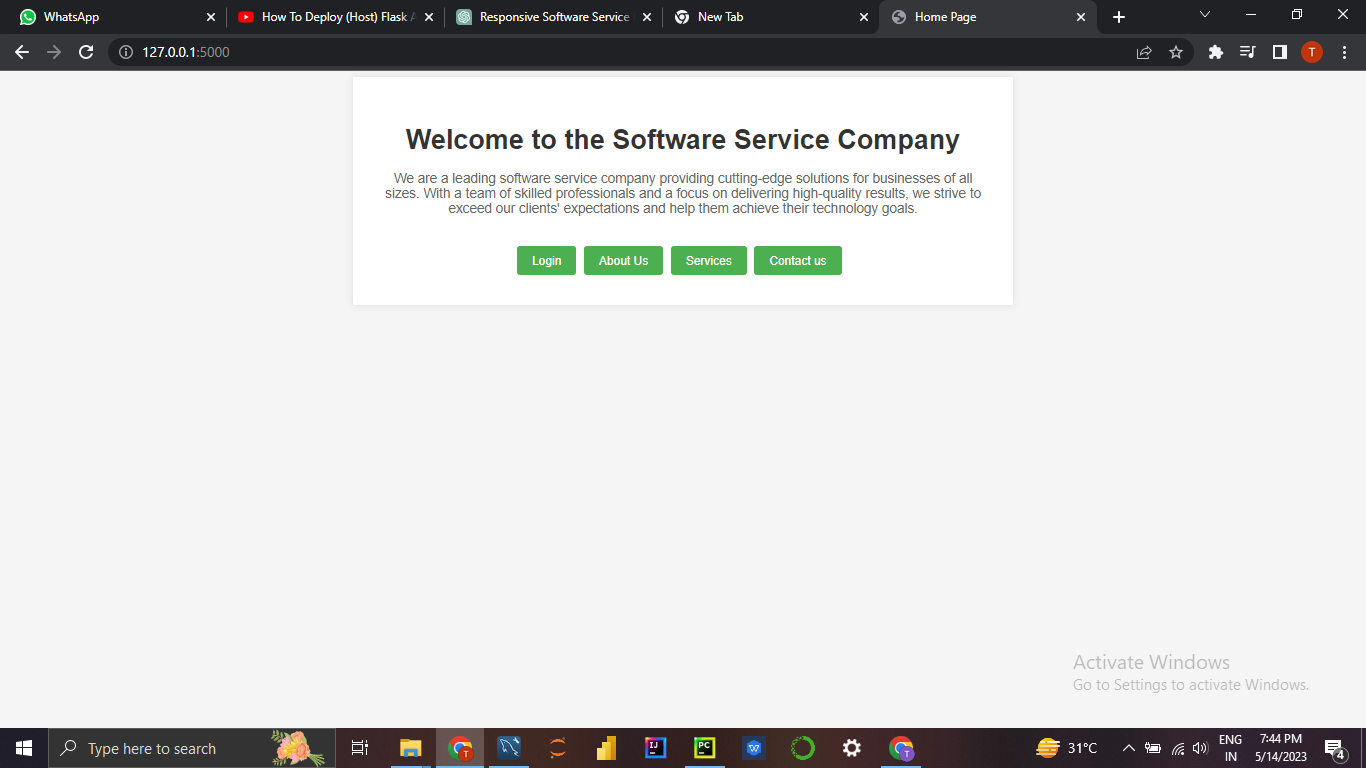 WhatsApp
How To Deploy (Host) Flask A
Responsive Software Service
New Tab
Home Page
127.0.0.1:5000
T
Welcome to the Software Service Company
We are a leading software service company providing cutting-edge solutions for businesses of all
sizes. With a team of skilled professionals and a focus on delivering high-quality results, we strive to
exceed our clients' expectations and help them achieve their technology goals.
Login
About Us
Services
Contact us
Activate Windows
Go to Settings to activate Windows.
Type here to search
T
IJ
PC
W
T
31°C
ENG
IN
7:44 PM
5/14/2023
4